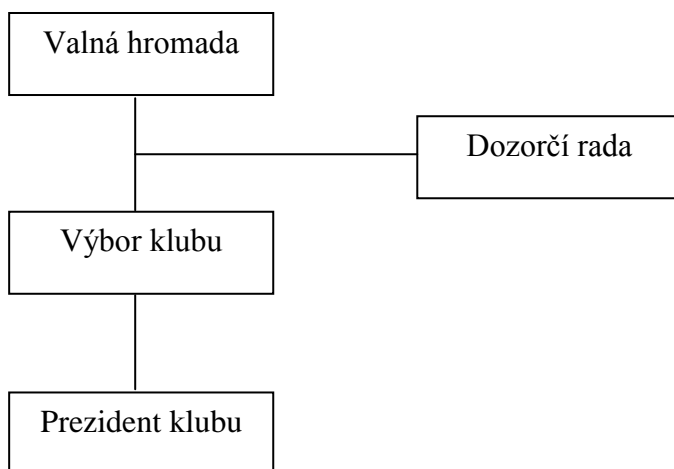 Valná hromada
Dozorčí rada
Výbor klubu
Prezident klubu